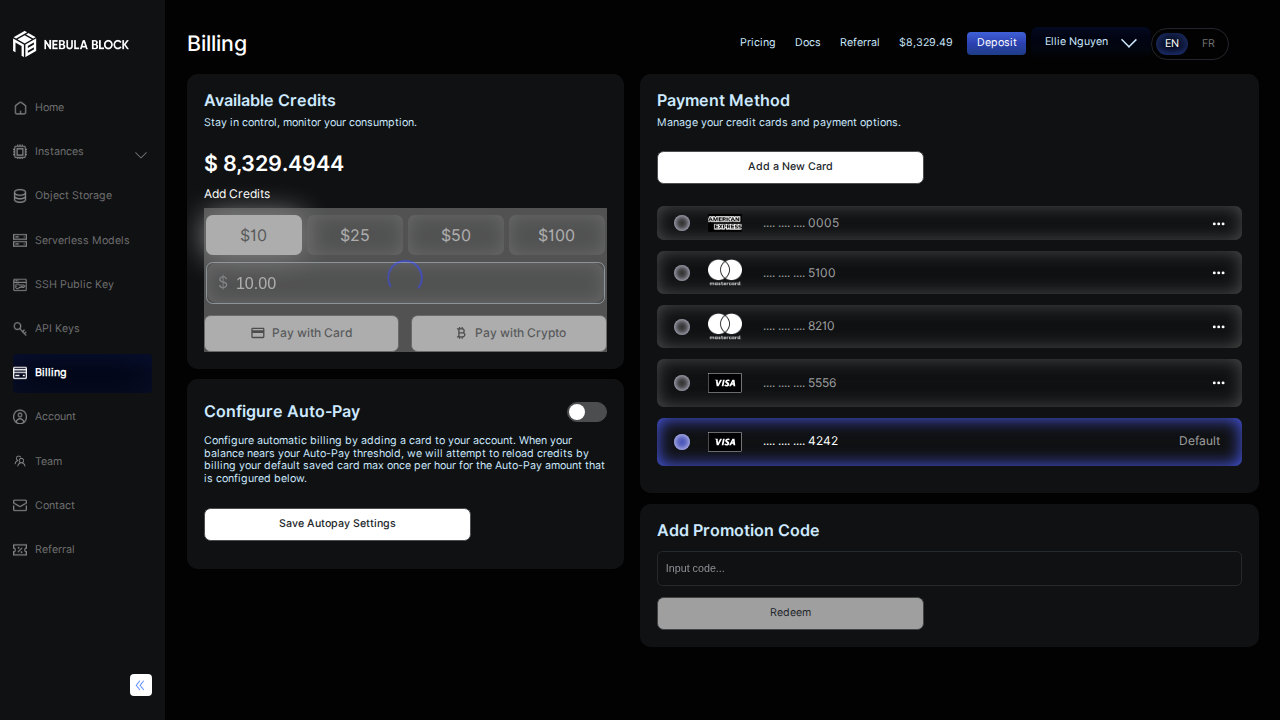 NEBULA BLOCK
Home
Instances
Object Storage
Serverless Models
SSH Public Key
API Keys
Billing
Account
Team
Contact
Referral
Billing
Pricing
Docs
Referral
$8,329.49
Deposit
Ellie Nguyen
EN
FR
Available Credits
Stay in control, monitor your consumption.
$ 8,329.4944
Add Credits
$10
$25
$50
$100
$ 10.00
Pay with Card
Pay with Crypto
Configure Auto-Pay
Configure automatic billing by adding a card to your account. When your
balance nears your Auto-Pay threshold, we will attempt to reload credits by
billing your default saved card max once per hour for the Auto-Pay amount that
is configured below.
Save Autopay Settings
Payment Method
Manage your credit cards and payment options.
Add a New Card
AMERICAN
EXPRESS
.... .... .... 0005
mastercard
.... .... .... 5100
mastercard
.... .... .... 8210
VISA
.... .... .... 5556
VISA
.... .... .... 4242
Default
Add Promotion Code
Input code...
Redeem